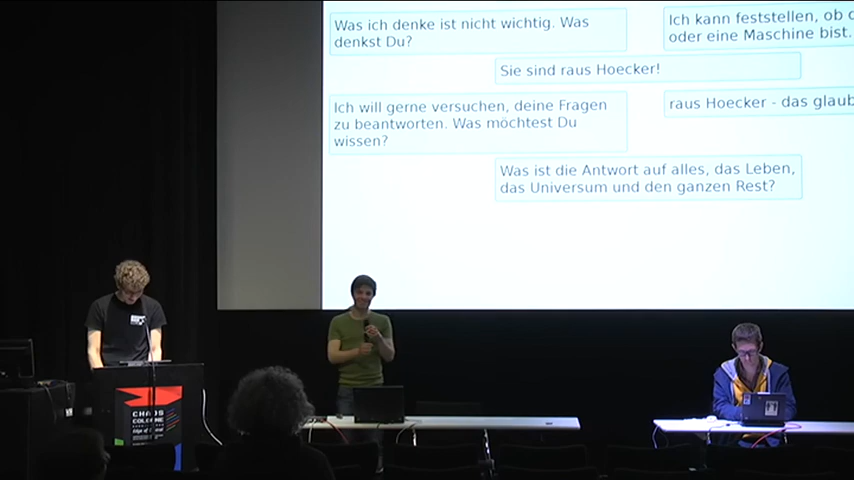 Was ich denke ist nicht wichtig. Was
denkst Du?
Ich kann feststellen, ob
oder eine Maschine bist.
Sie sind raus Hoecker!
Ich will gerne versuchen, deine Fragen
zu beantworten. Was möchtest Du
wissen?
raus Hoecker - das glaub
Was ist die Antwort auf alles, das Leben,
das Universum und den ganzen Rest?
CHAOS
COLOGNE